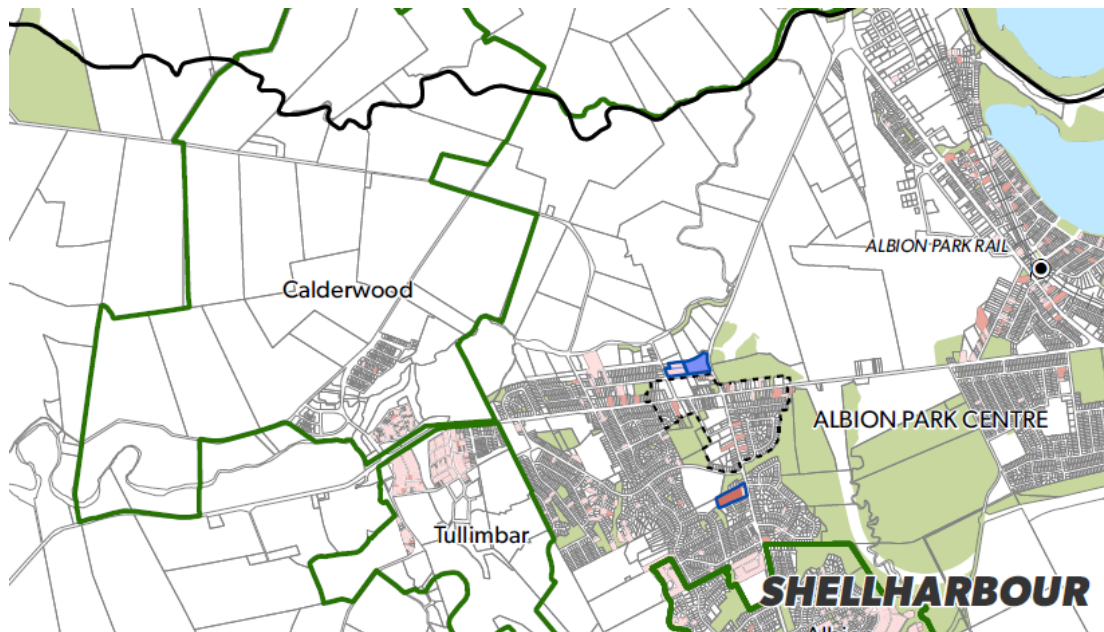 ALBION PARK RAIL
Calderwood
ALBION PARK CENTRE
Tullimbar
SHELLHARBOUR